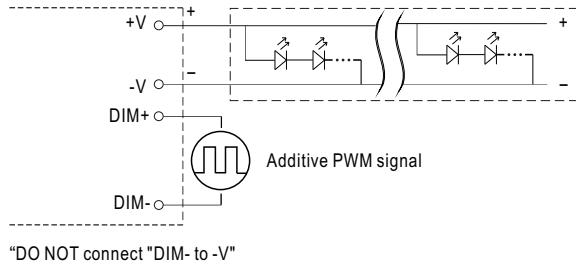 +V
+
+
-V
−
−
DIM+
Additive PWM signal
DIM-
“DO NOT connect "DIM- to -V"